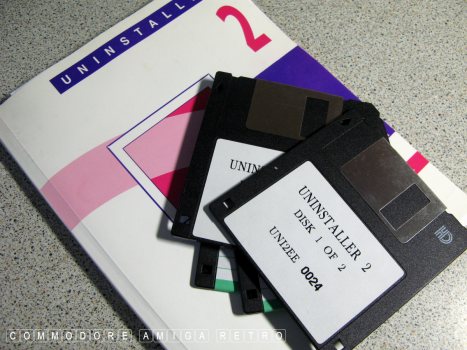 UNINSTALLER
2
UNIN
UNINSTALLER 2
DISK 1 OF 2
UNI2EE 0024
HD
COMMODORE AMIGA RETRO